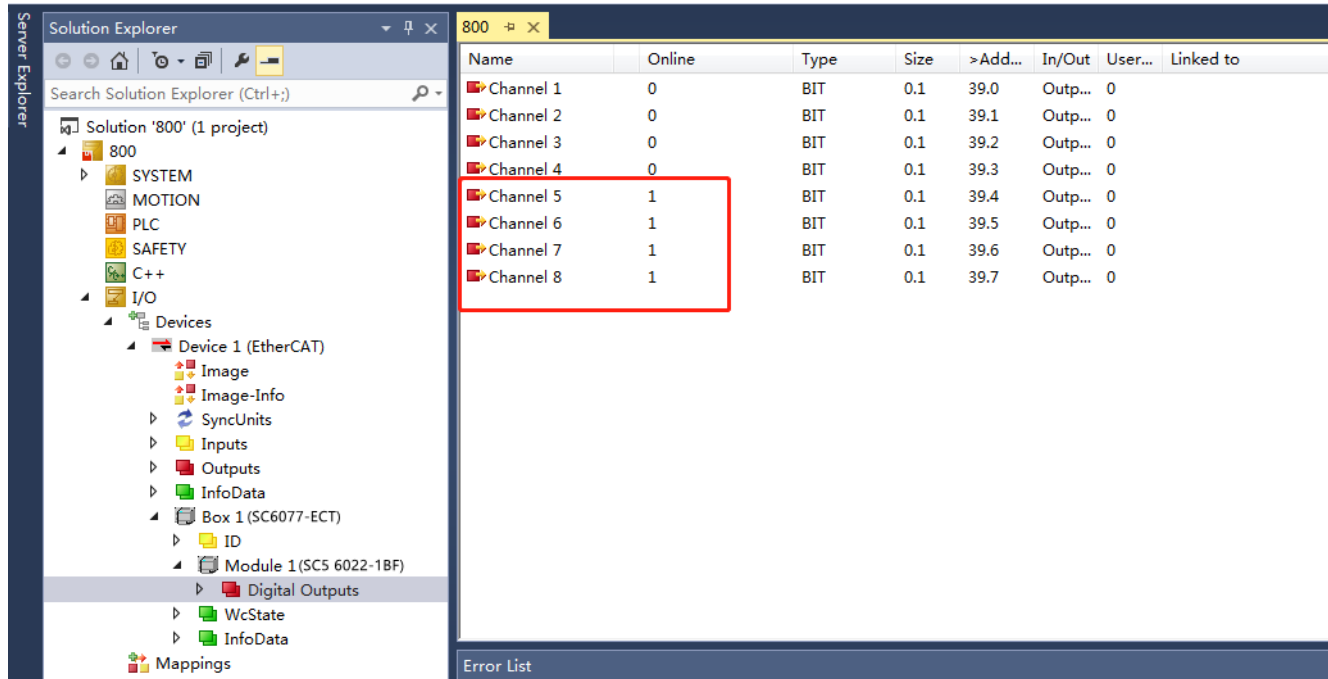 Server Explorer
Solution Explorer
Search Solution Explorer (Ctrl+;)
Solution '800' (1 project)
800
SYSTEM
MOTION
PLC
SAFETY
C++
I/O
Devices
Device 1 (EtherCAT)
Image
Image-Info
SyncUnits
Inputs
Outputs
InfoData
Box 1 (SC6077-ECT)
ID
Module 1(SC5 6022-1BF)
Digital Outputs
WcState
InfoData
Mappings
800
Name Online Type Size >Add... In/Out User... Linked to
Channel 1 0 BIT 0.1 39.0 Outp... 0
Channel 2 0 BIT 0.1 39.1 Outp... 0
Channel 3 0 BIT 0.1 39.2 Outp... 0
Channel 4 0 BIT 0.1 39.3 Outp... 0
Channel 5 1 BIT 0.1 39.4 Outp... 0
Channel 6 1 BIT 0.1 39.5 Outp... 0
Channel 7 1 BIT 0.1 39.6 Outp... 0
Channel 8 1 BIT 0.1 39.7 Outp... 0
Error List